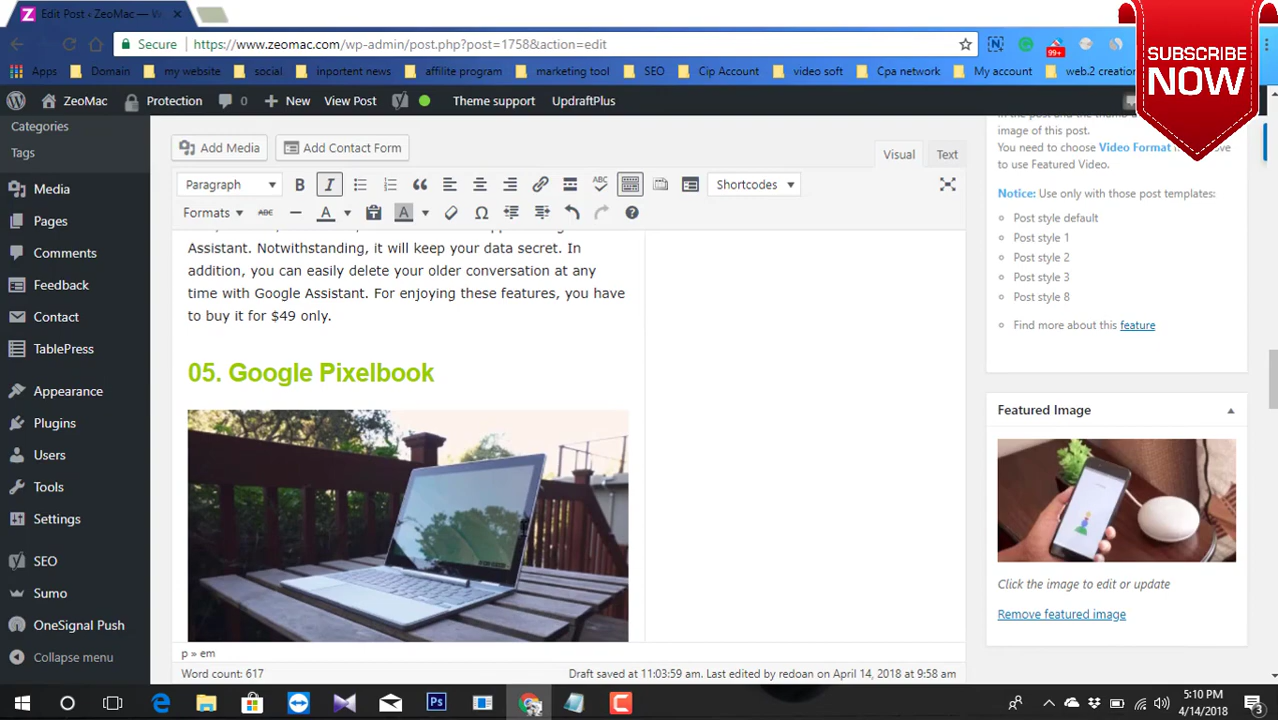 Edit Post ‹ ZeoMac — W
SUBSCRIBE
NOW
Secure
https://www.zeomac.com/wp-admin/post.php?post=1758&action=edit
99+
Apps
Domain
my website
social
inportent news
affilite program
marketing tool
SEO
Cip Account
video soft
Cpa network
My account
web.2 creation
ZeoMac
Protection
0
New
View Post
Theme support
UpdraftPlus
Categories
Tags
Media
Pages
Comments
Feedback
Contact
TablePress
Appearance
Plugins
Users
Tools
Settings
SEO
Sumo
OneSignal Push
Collapse menu
Add Media
Add Contact Form
Visual
Text
Paragraph
B
I
ABC
Shortcodes
Formats
ABC
A
A
Assistant. Notwithstanding, it will keep your data secret. In
addition, you can easily delete your older conversation at any
time with Google Assistant. For enjoying these features, you have
to buy it for $49 only.
05. Google Pixelbook
p » em
Word count: 617
Draft saved at 11:03:59 am. Last edited by redoan on April 14, 2018 at 9:58 am
image of this post.
You need to choose Video Format
to use Featured Video.
Notice: Use only with those post templates:
Post style default
Post style 1
Post style 2
Post style 3
Post style 8
Find more about this feature
Featured Image
Click the image to edit or update
Remove featured image
Ps
5:10 PM
4/14/2018
3